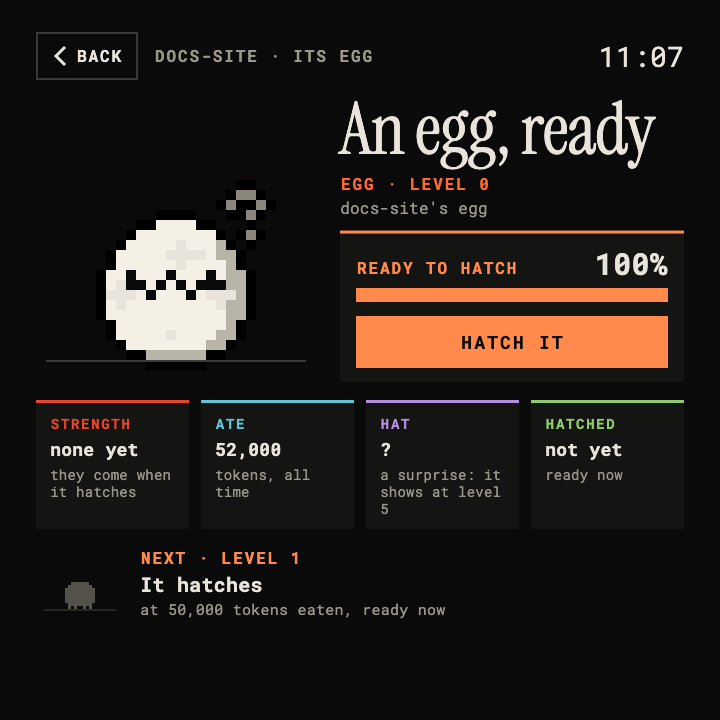 BACK
DOCS-SITE · ITS EGG
11:07
An egg, ready
EGG · LEVEL 0
docs-site's egg
READY TO HATCH
100%
HATCH IT
STRENGTH
none yet
they come when
it hatches
ATE
52,000
tokens, all
time
HAT
?
a surprise: it
shows at level
5
HATCHED
not yet
ready now
NEXT · LEVEL 1
It hatches
at 50,000 tokens eaten, ready now